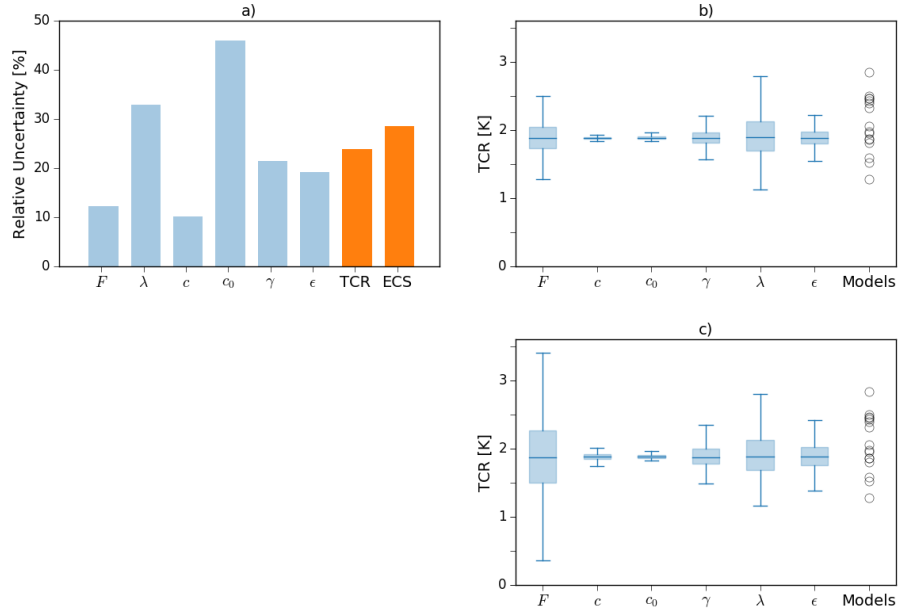 a)
Relative Uncertainty [%]
50
40
30
20
10
0
F λ c c₀ γ ϵ TCR ECS
b)
TCR [K]
3
2
1
0
F c c₀ γ λ ϵ Models
c)
TCR [K]
3
2
1
0
F c c₀ γ λ ϵ Models